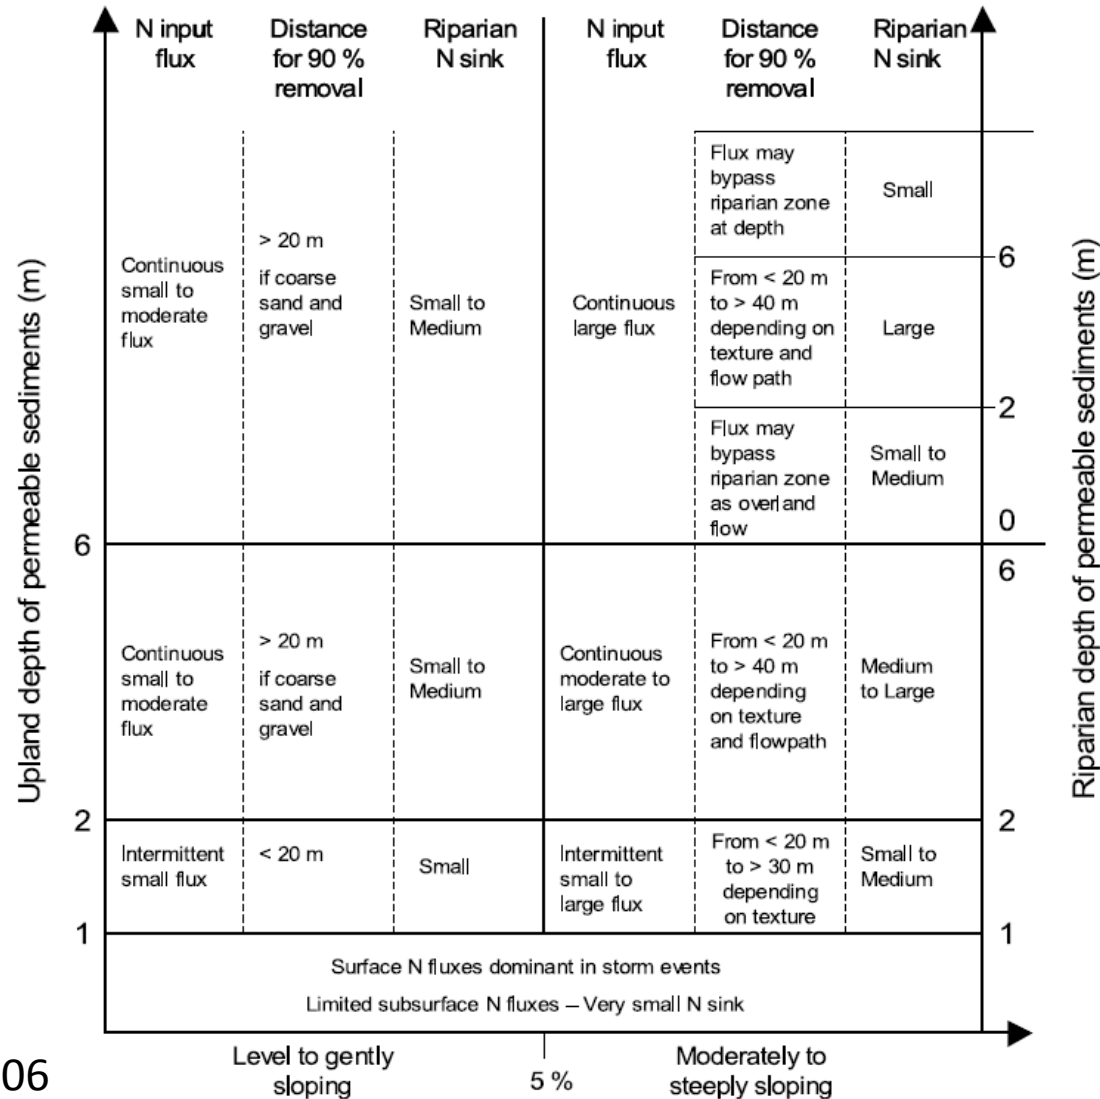 N input
flux
Distance
for 90 %
removal
Riparian
N sink
N input
flux
Distance
for 90 %
removal
Riparian
N sink
Upland depth of permeable sediments (m)
Continuous
small to
moderate
flux
> 20 m
if coarse
sand and
gravel
Small to
Medium
Continuous
large flux
Flux may
bypass
riparian zone
at depth
Small
6
From < 20 m
to > 40 m
depending on
texture and
flow path
Large
2
Flux may
bypass
riparian zone
as overland
flow
Small to
Medium
0
Riparian depth of permeable sediments (m)
6
6
Continuous
small to
moderate
flux
> 20 m
if coarse
sand and
gravel
Small to
Medium
Continuous
moderate to
large flux
From < 20 m
to > 40 m
depending
on texture
and flowpath
Medium
to Large
2
2
Intermittent
small flux
< 20 m
Small
Intermittent
small to
large flux
From < 20 m
to > 30 m
depending
on texture
Small to
Medium
1
1
Surface N fluxes dominant in storm events
Limited subsurface N fluxes – Very small N sink
Level to gently
sloping
5 %
Moderately to
steeply sloping
06